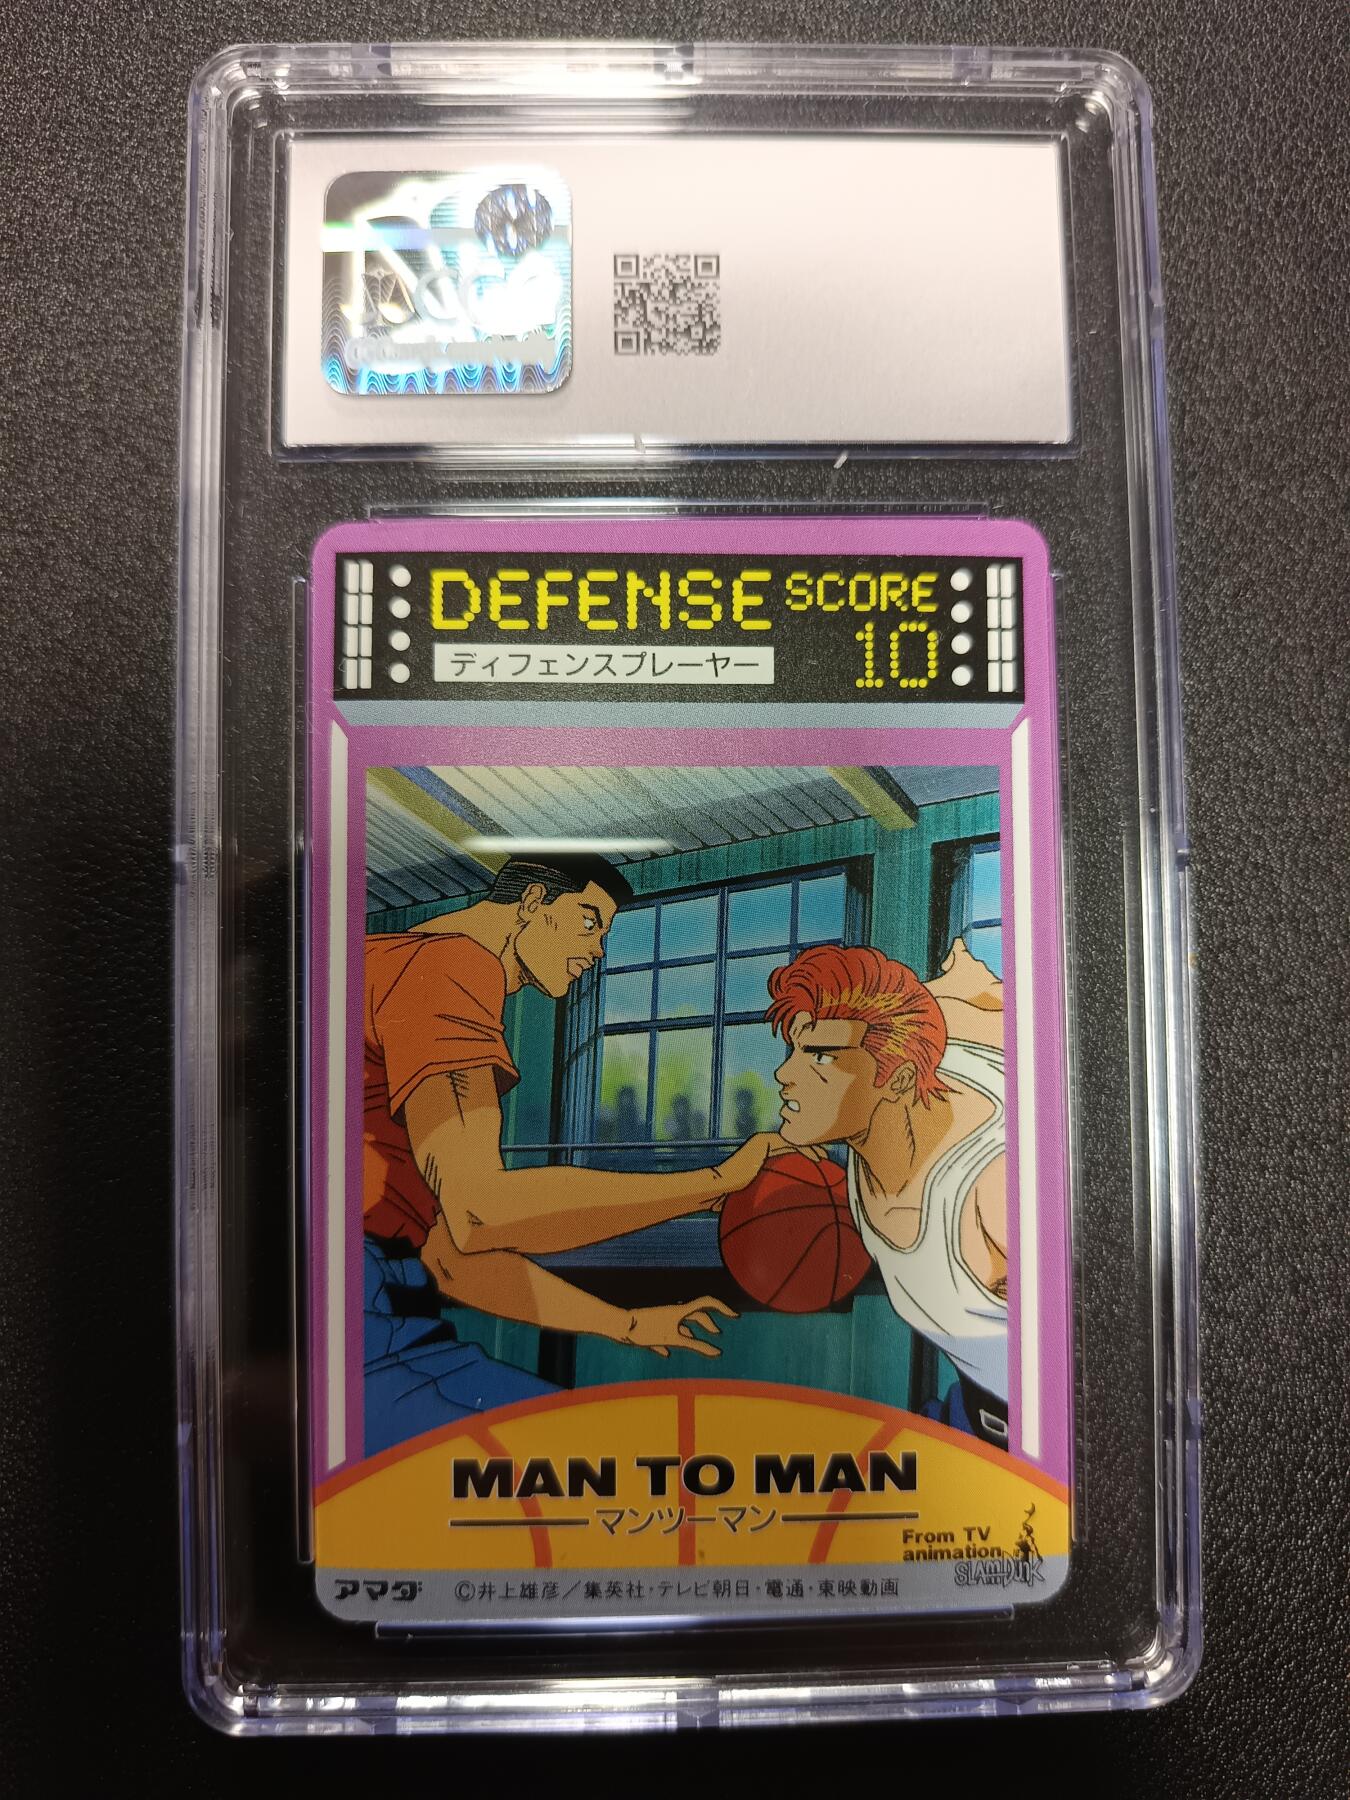 DEFENSE SCORE
ディフェンスプレーヤー 10
MAN TO MAN
マンツーマン
From TV
animation
SLAM DUNK
アマダ ©井上雄彦／集英社・テレビ朝日・電通・東映動画